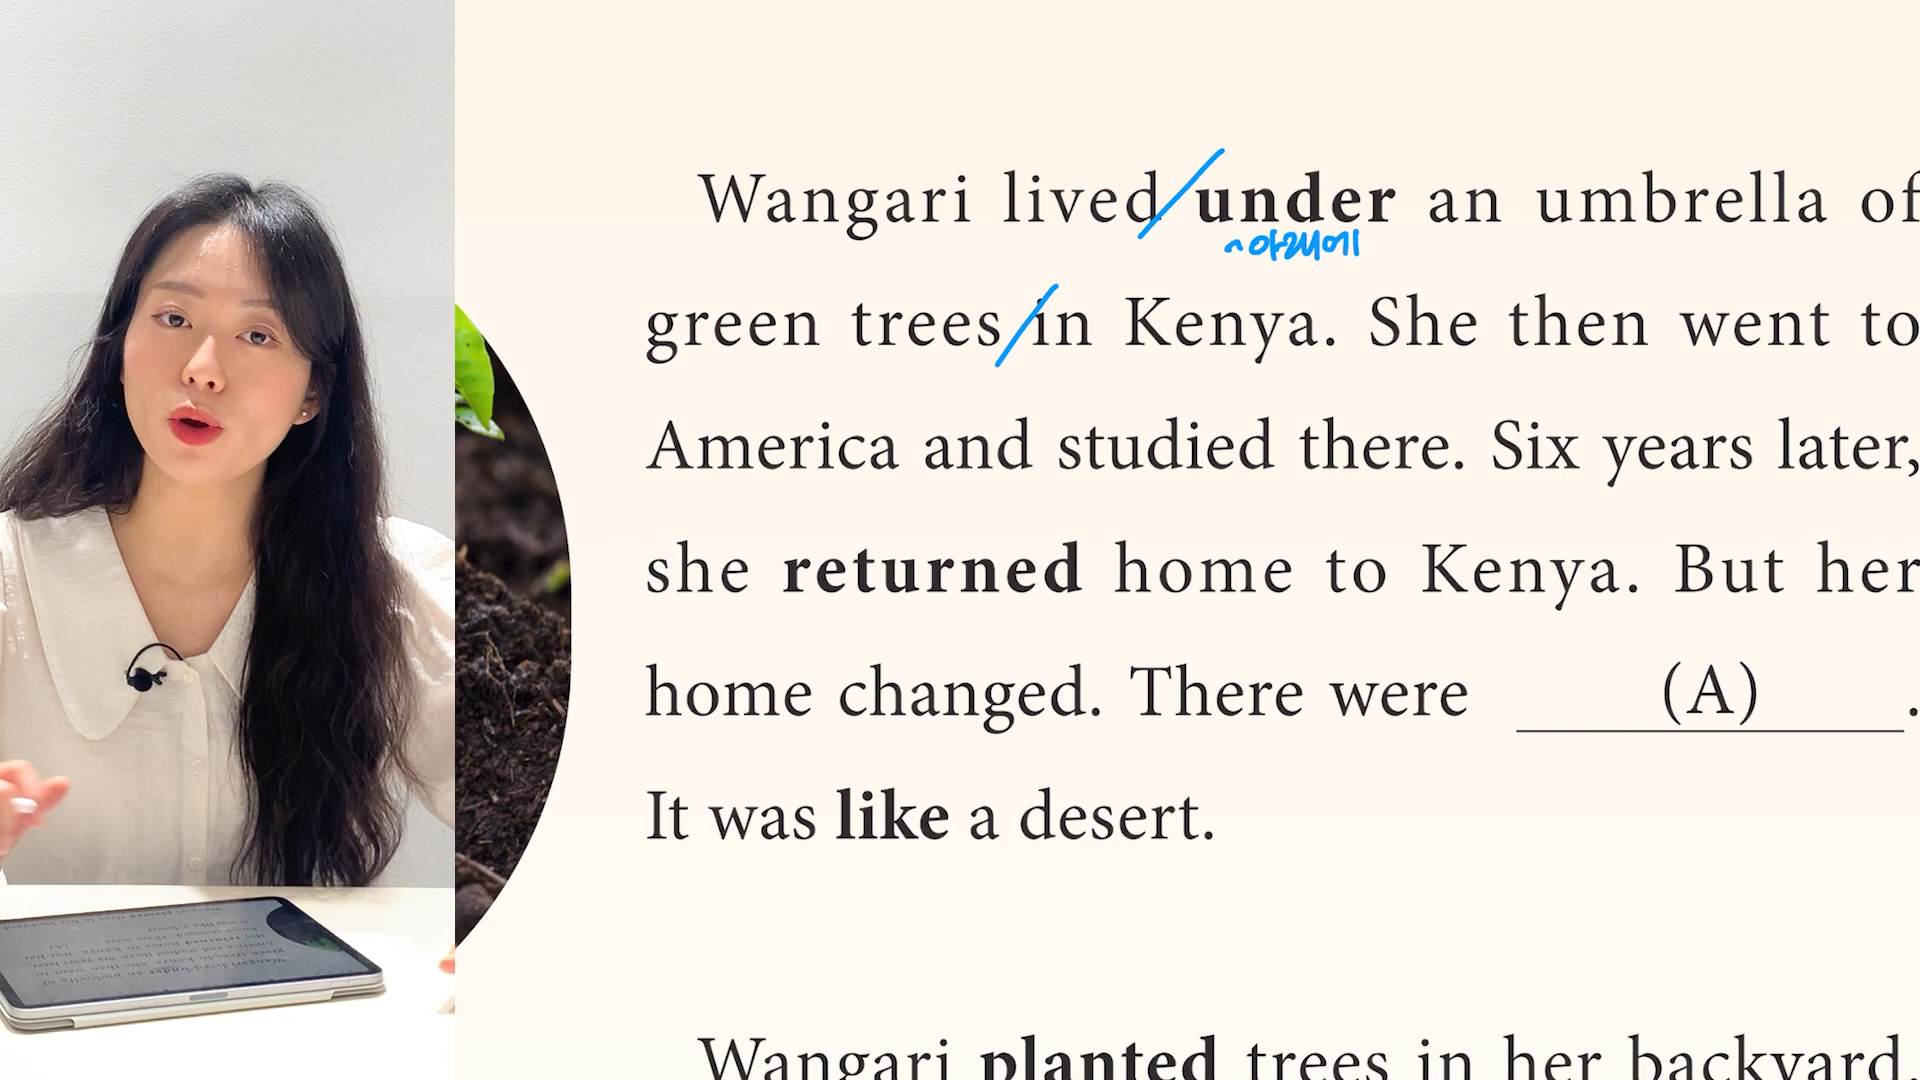 Wangari lived under an umbrella of
~아래에
green trees in Kenya. She then went to
America and studied there. Six years later,
she returned home to Kenya. But her
home changed. There were (A).
It was like a desert.
Wangari planted trees in her backyard.